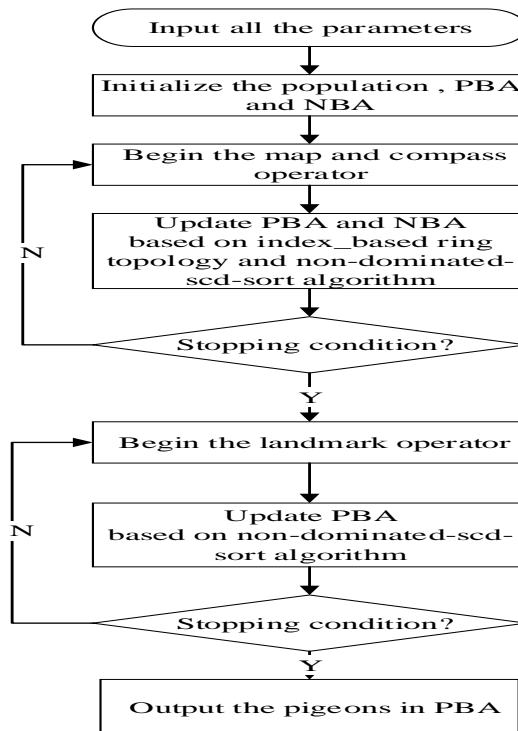 Input all the parameters
Initialize the population , PBA
and NBA
Begin the map and compass
operator
Update PBA and NBA
based on index_based ring
topology and non-dominated-
scd-sort algorithm
N
Stopping condition?
Y
Begin the landmark operator
Update PBA
based on non-dominated-scd-
sort algorithm
N
Stopping condition?
Y
Output the pigeons in PBA